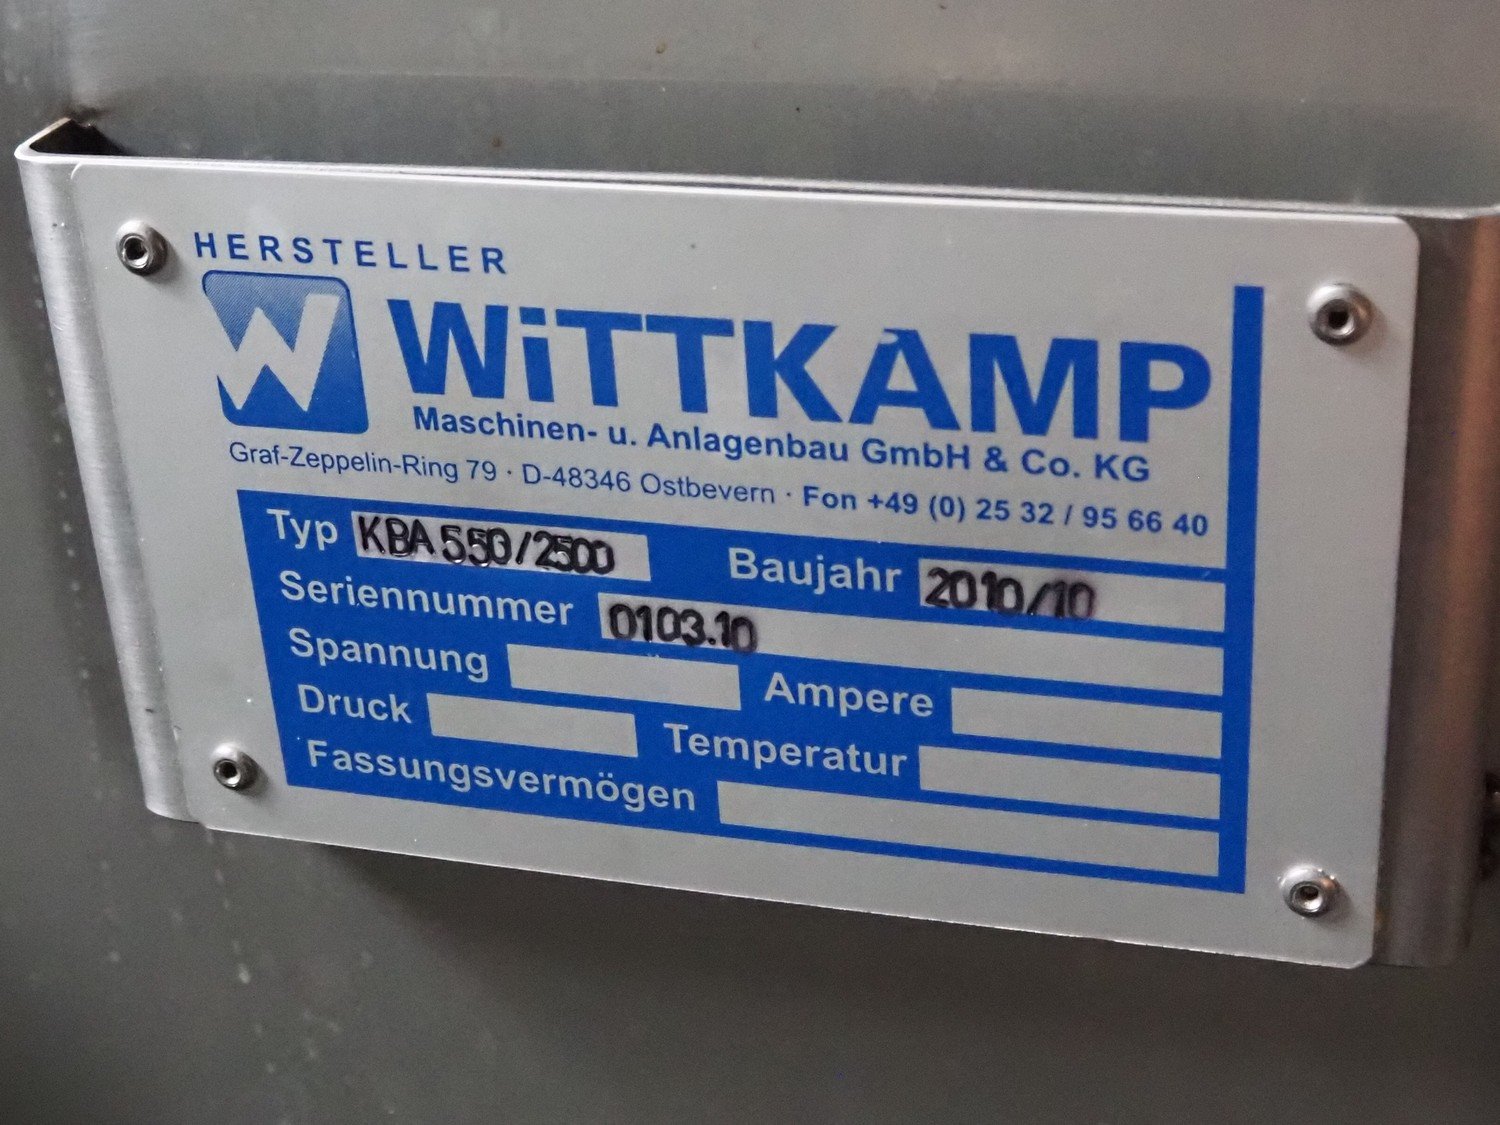 HERSTELLER
W WiTTKAMP
Maschinen- u. Anlagenbau GmbH & Co. KG
Graf-Zeppelin-Ring 79 · D-48346 Ostbevern · Fon +49 (0) 25 32 / 95 66 40
Typ KBA 550/2500 Baujahr 2010/10
Seriennummer 0103.10
Spannung Ampere
Druck Temperatur
Fassungsvermögen